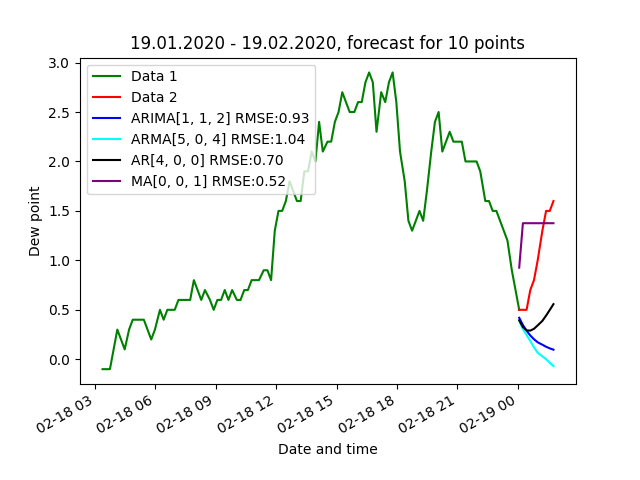 19.01.2020 - 19.02.2020, forecast for 10 points
3.0
2.5
2.0
1.5
1.0
0.5
0.0
Dew point
Data 1
Data 2
ARIMA[1, 1, 2] RMSE:0.93
ARMA[5, 0, 4] RMSE:1.04
AR[4, 0, 0] RMSE:0.70
MA[0, 0, 1] RMSE:0.52
02-18 03
02-18 06
02-18 09
02-18 12
02-18 15
02-18 18
02-18 21
02-19 00
Date and time